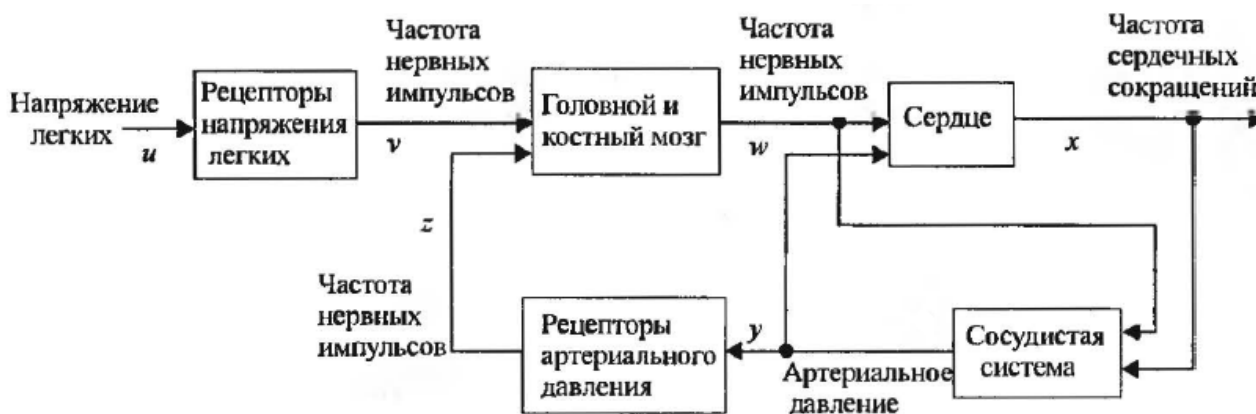 Напряжение
легких
u
Рецепторы
напряжения
легких
Частота
нервных
импульсов
v
Головной и
костный мозг
Частота
нервных
импульсов
w
Сердце
Частота
сердечных
сокращений
x
z
Частота
нервных
импульсов
Рецепторы
артериального
давления
y
Артериальное
давление
Сосудистая
система